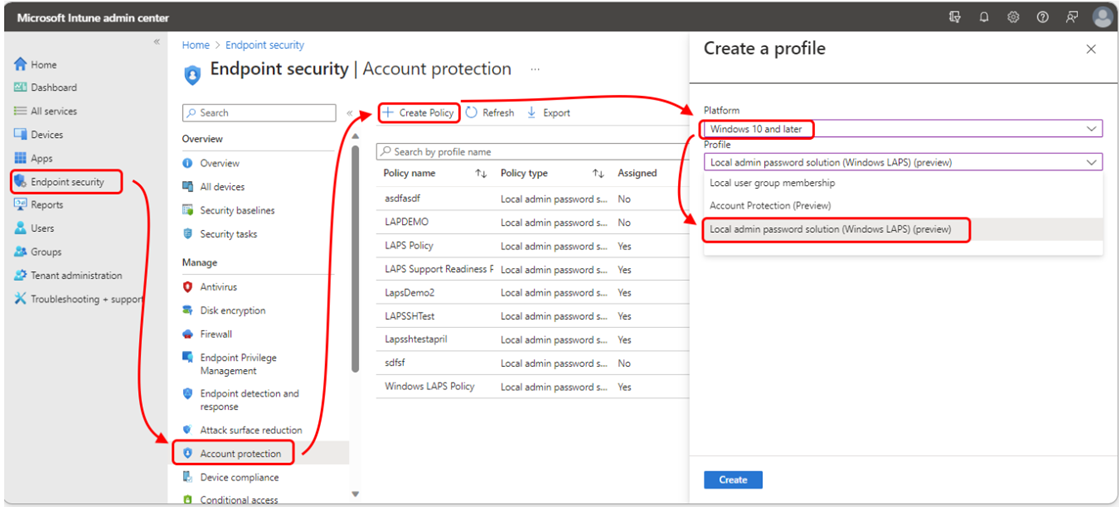 Microsoft Intune admin center
«
Home
Dashboard
All services
Devices
Apps
Endpoint security
Reports
Users
Groups
Tenant administration
Troubleshooting + support
Home > Endpoint security
Endpoint security | Account protection ...
Search
«
Overview
Overview
All devices
Security baselines
Security tasks
Manage
Antivirus
Disk encryption
Firewall
Endpoint Privilege
Management
Endpoint detection and
response
Attack surface reduction
Account protection
Device compliance
Conditional access
+ Create Policy Refresh Export
Search by profile name
Policy name Policy type Assigned
asdfasdf Local admin password s... No
LAPDEMO Local admin password s... No
LAPS Policy Local admin password s... Yes
LAPS Support Readiness F Local admin password s... Yes
LapsDemo2 Local admin password s... Yes
LAPSSHTest Local admin password s... Yes
Lapsshtestapril Local admin password s... Yes
sdfsf Local admin password s... No
Windows LAPS Policy Local admin password s... Yes
Create a profile
Platform
Windows 10 and later
Profile
Local admin password solution (Windows LAPS) (preview)
Local user group membership
Account Protection (Preview)
Local admin password solution (Windows LAPS) (preview)
Create